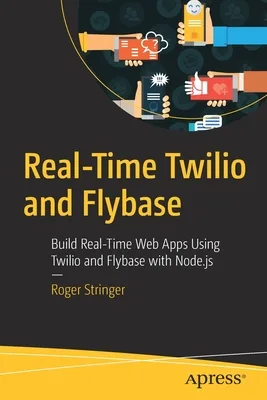 Real-Time Twilio
and Flybase
Build Real-Time Web Apps Using
Twilio and Flybase with Node.js
Roger Stringer
Apress®